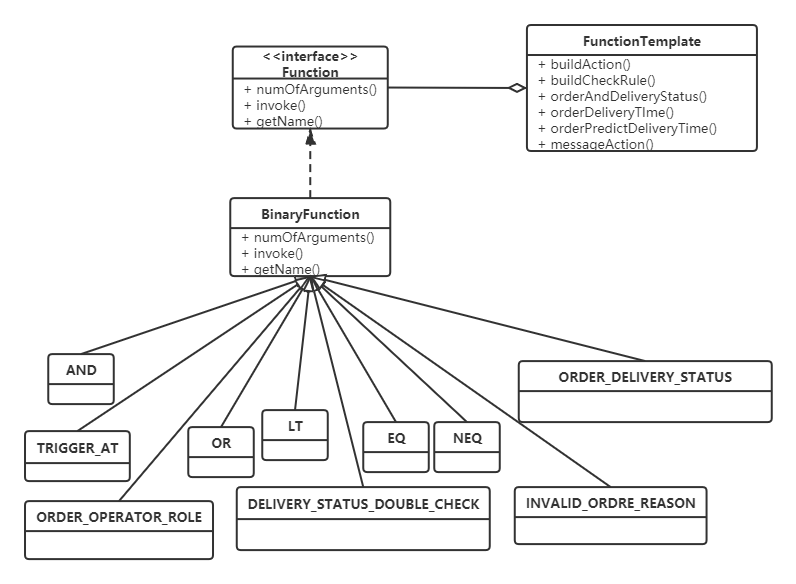 <<interface>>
Function
+ numOfArguments()
+ invoke()
+ getName()
FunctionTemplate
+ buildAction()
+ buildCheckRule()
+ orderAndDeliveryStatus()
+ orderDeliveryTIme()
+ orderPredictDeliveryTime()
+ messageAction()
BinaryFunction
+ numOfArguments()
+ invoke()
+ getName()
AND
ORDER_DELIVERY_STATUS
TRIGGER_AT
OR
LT
EQ
NEQ
ORDER_OPERATOR_ROLE
DELIVERY_STATUS_DOUBLE_CHECK
INVALID_ORDRE_REASON